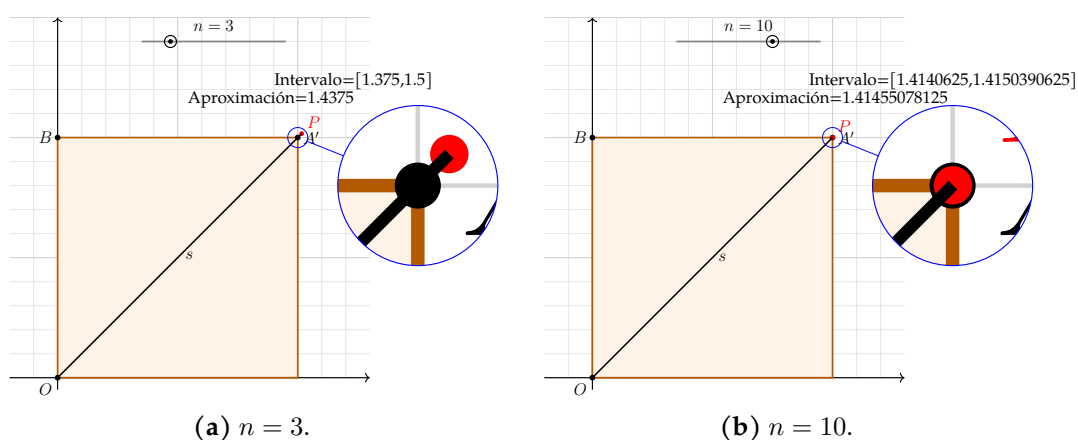 n = 3
Intervalo=[1.375,1.5]
Aproximación=1.4375
P
B
A′
s
O
(a) n = 3.
n = 10
Intervalo=[1.4140625,1.4150390625]
Aproximación=1.41455078125
P
B
A′
s
O
(b) n = 10.